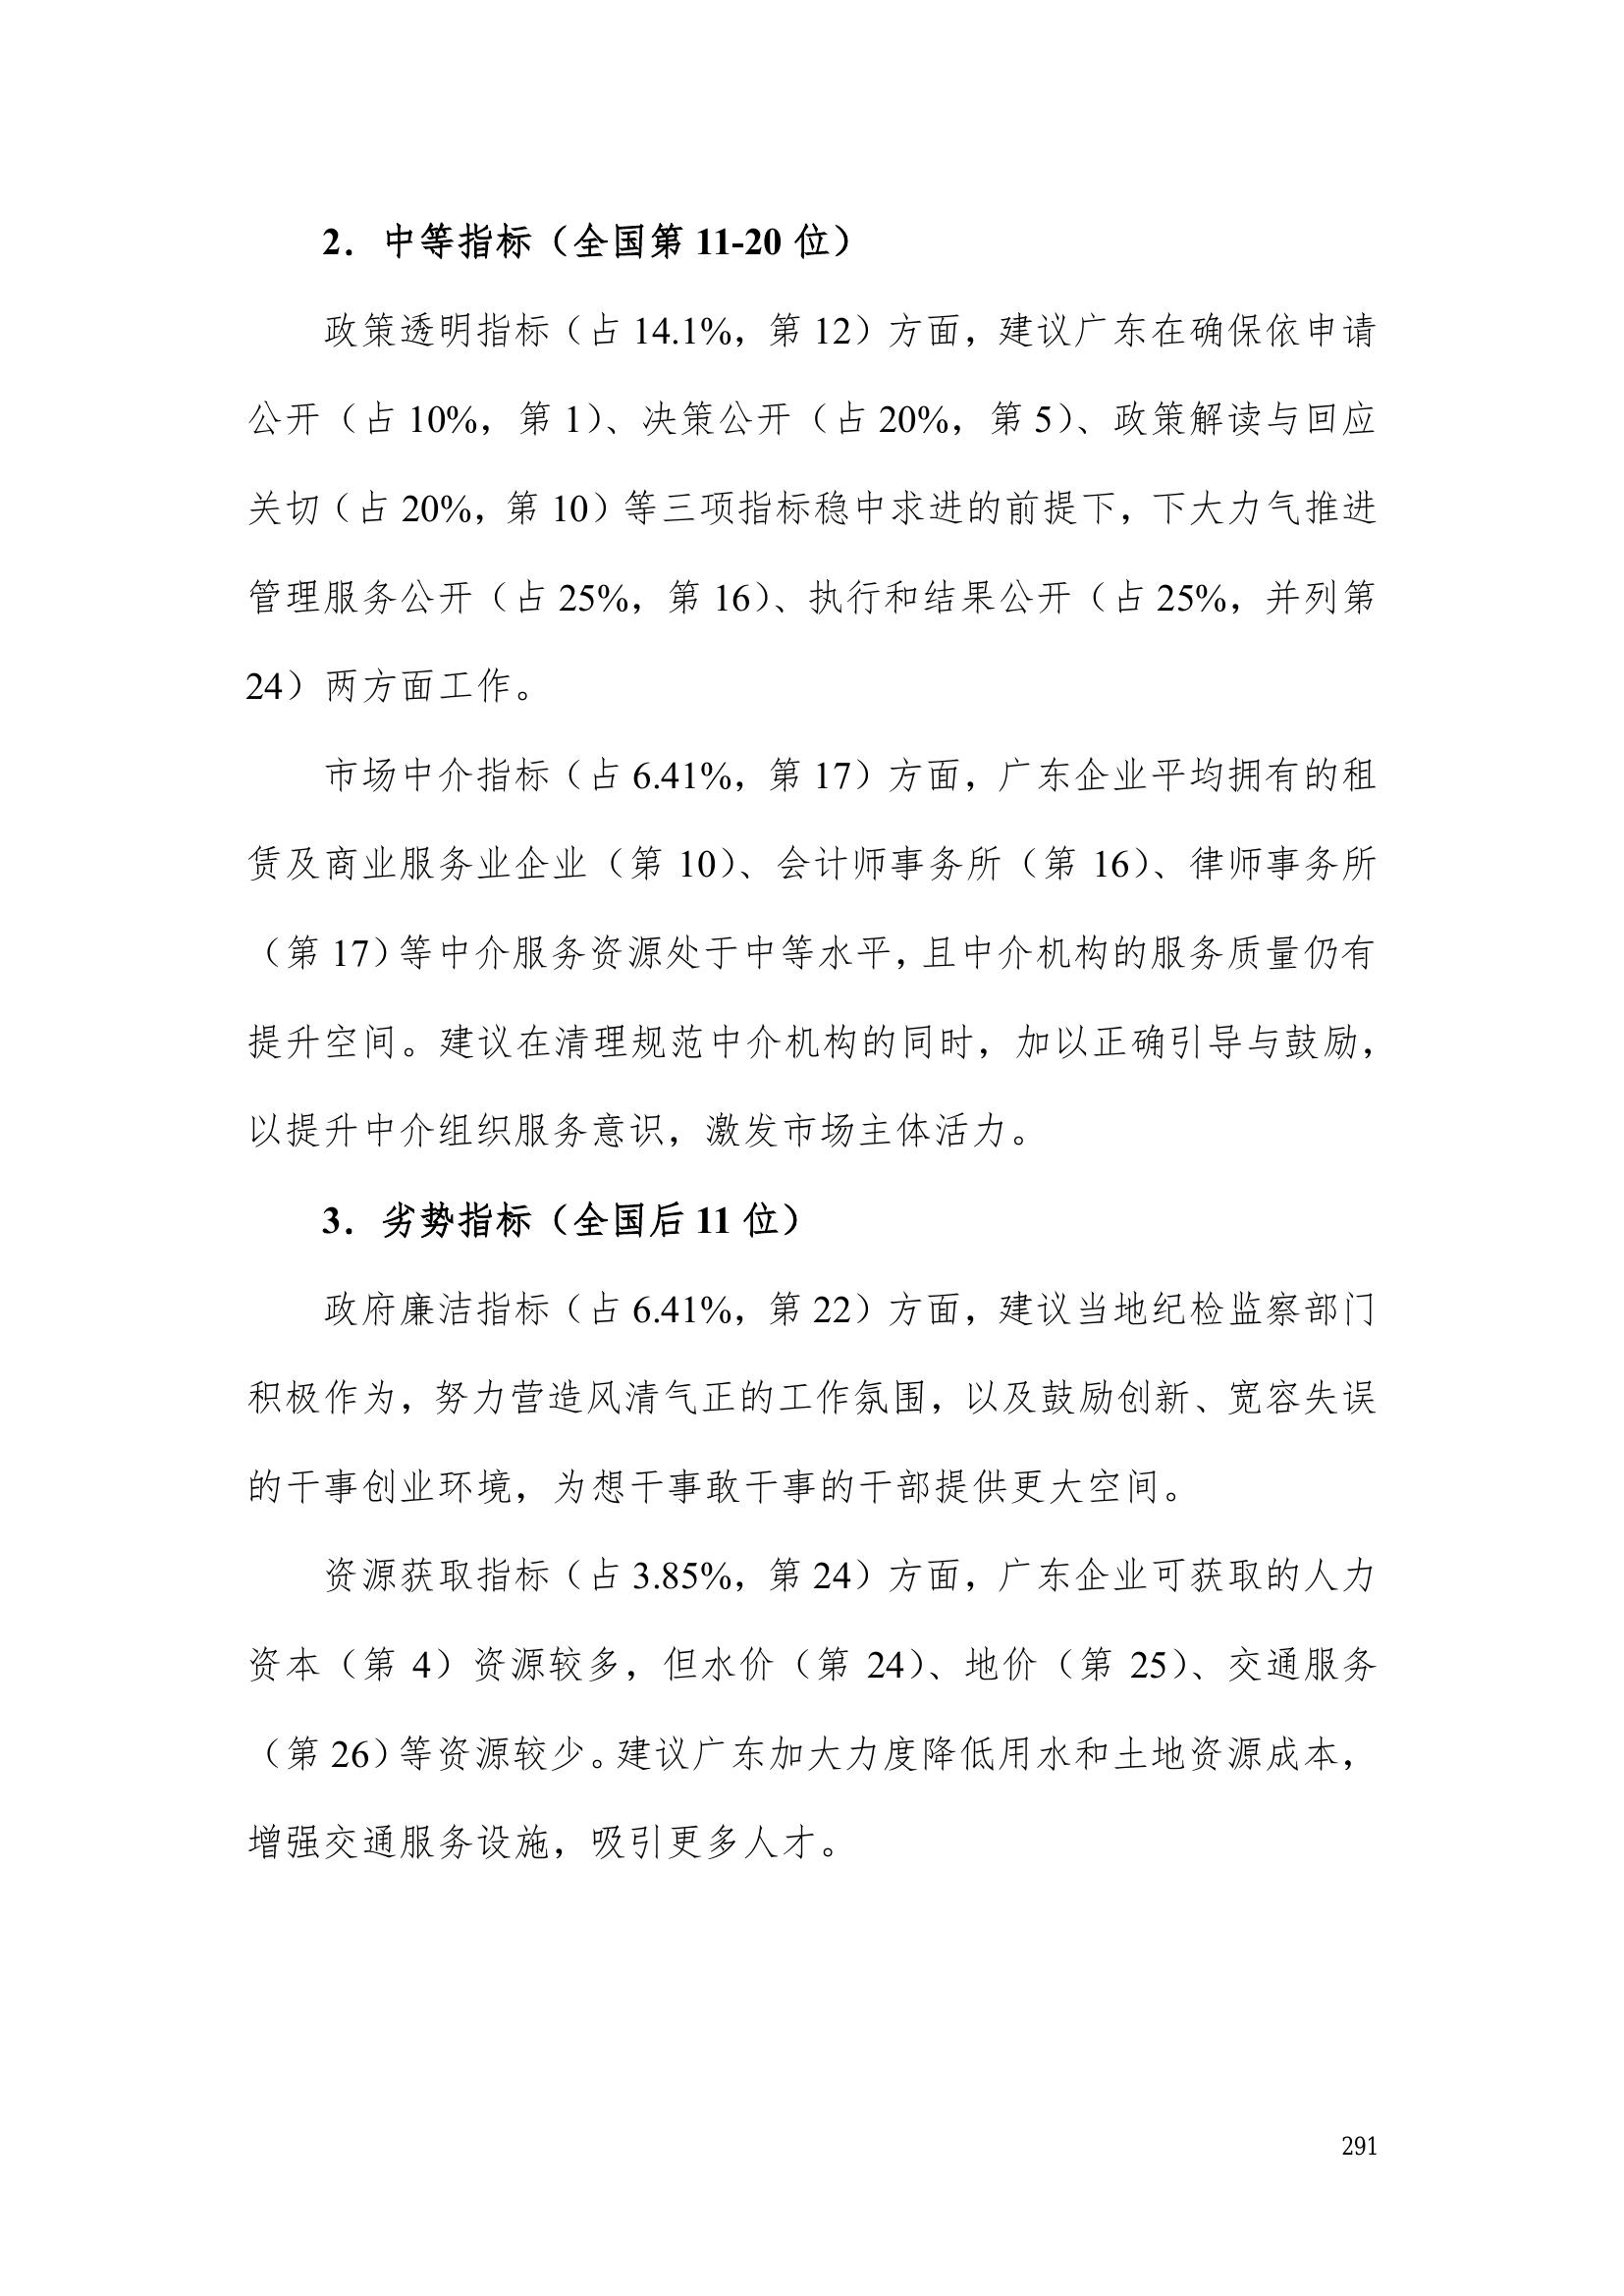 2．中等指标（全国第 11-20 位）
政策透明指标（占 14.1%，第 12）方面，建议广东在确保依申请
公开（占 10%，第 1）、决策公开（占 20%，第 5）、政策解读与回应
关切（占 20%，第 10）等三项指标稳中求进的前提下，下大力气推进
管理服务公开（占 25%，第 16）、执行和结果公开（占 25%，并列第
24）两方面工作。
市场中介指标（占 6.41%，第 17）方面，广东企业平均拥有的租
赁及商业服务业企业（第 10）、会计师事务所（第 16）、律师事务所
（第 17）等中介服务资源处于中等水平，且中介机构的服务质量仍有
提升空间。建议在清理规范中介机构的同时，加以正确引导与鼓励，
以提升中介组织服务意识，激发市场主体活力。
3．劣势指标（全国后 11 位）
政府廉洁指标（占 6.41%，第 22）方面，建议当地纪检监察部门
积极作为，努力营造风清气正的工作氛围，以及鼓励创新、宽容失误
的干事创业环境，为想干事敢干事的干部提供更大空间。
资源获取指标（占 3.85%，第 24）方面，广东企业可获取的人力
资本（第 4）资源较多，但水价（第 24）、地价（第 25）、交通服务
（第 26）等资源较少。建议广东加大力度降低用水和土地资源成本，
增强交通服务设施，吸引更多人才。
291